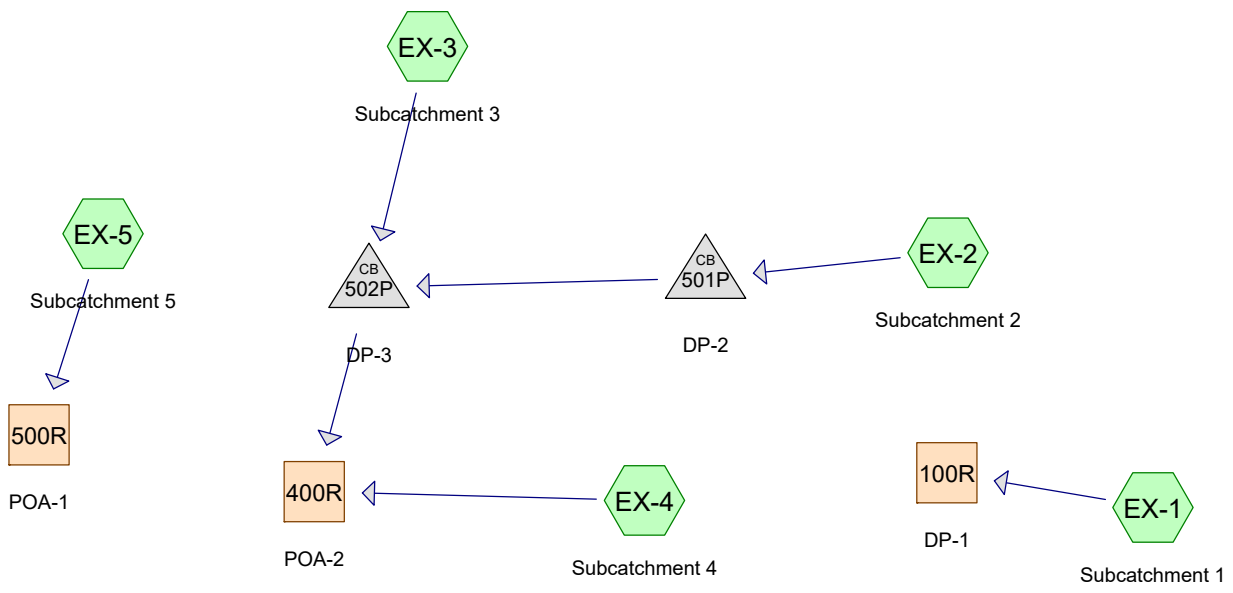 EX-3
Subcatchment 3
EX-5
Subcatchment 5
EX-2
Subcatchment 2
CB
501P
DP-2
CB
502P
DP-3
500R
POA-1
400R
POA-2
EX-4
Subcatchment 4
100R
DP-1
EX-1
Subcatchment 1